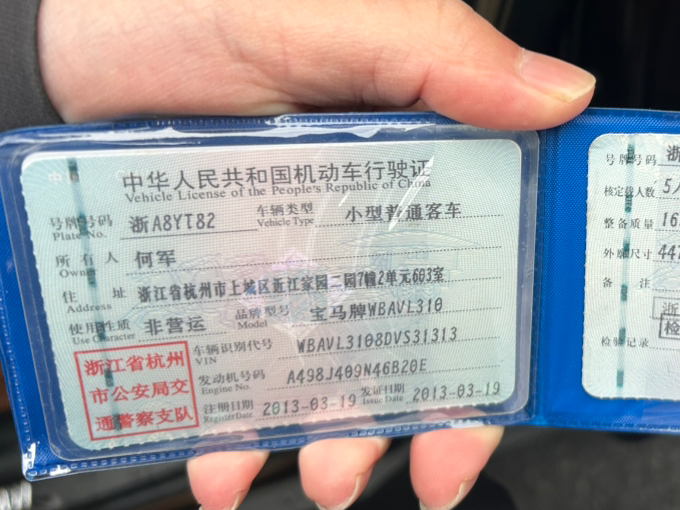 中华人民共和国机动车行驶证
Vehicle License of the People's Republic of China
号牌号码 浙A8YT82 车辆类型 小型普通客车
Plate No. Vehicle Type
所有人 何军
Owner
住址 浙江省杭州市上城区近江家园二园7幢2单元603室
Address
使用性质 非营运 品牌型号 宝马牌WBAVL310
Use Character Model
浙江省杭州
市公安局交
通警察支队
车辆识别代号 WBAVL3108DVS31313
VIN
发动机号码 A498J409N46B20E
Engine No.
注册日期 2013-03-19 发证日期 2013-03-19
Register Date Issue Date
号牌号码 浙
核定载人数 5人
整备质量 16
外廓尺寸 447
备注
浙
检
检验记录